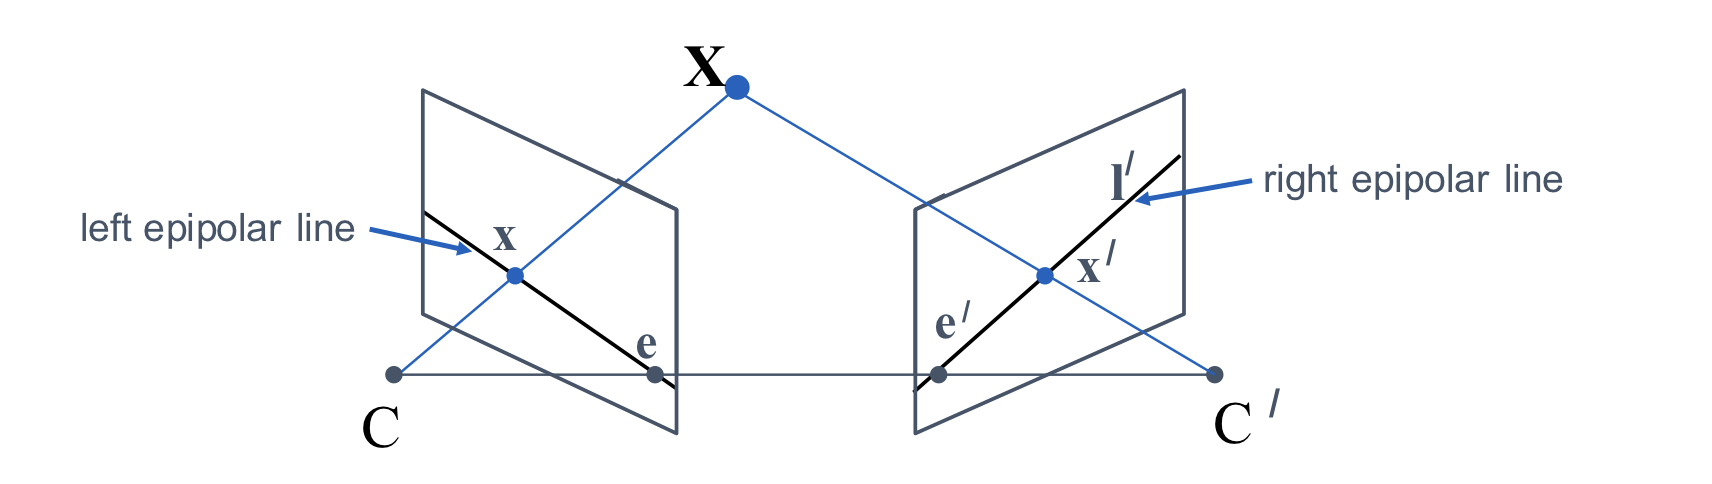 X
l′
right epipolar line
left epipolar line
x
x′
e′
e
C
C′